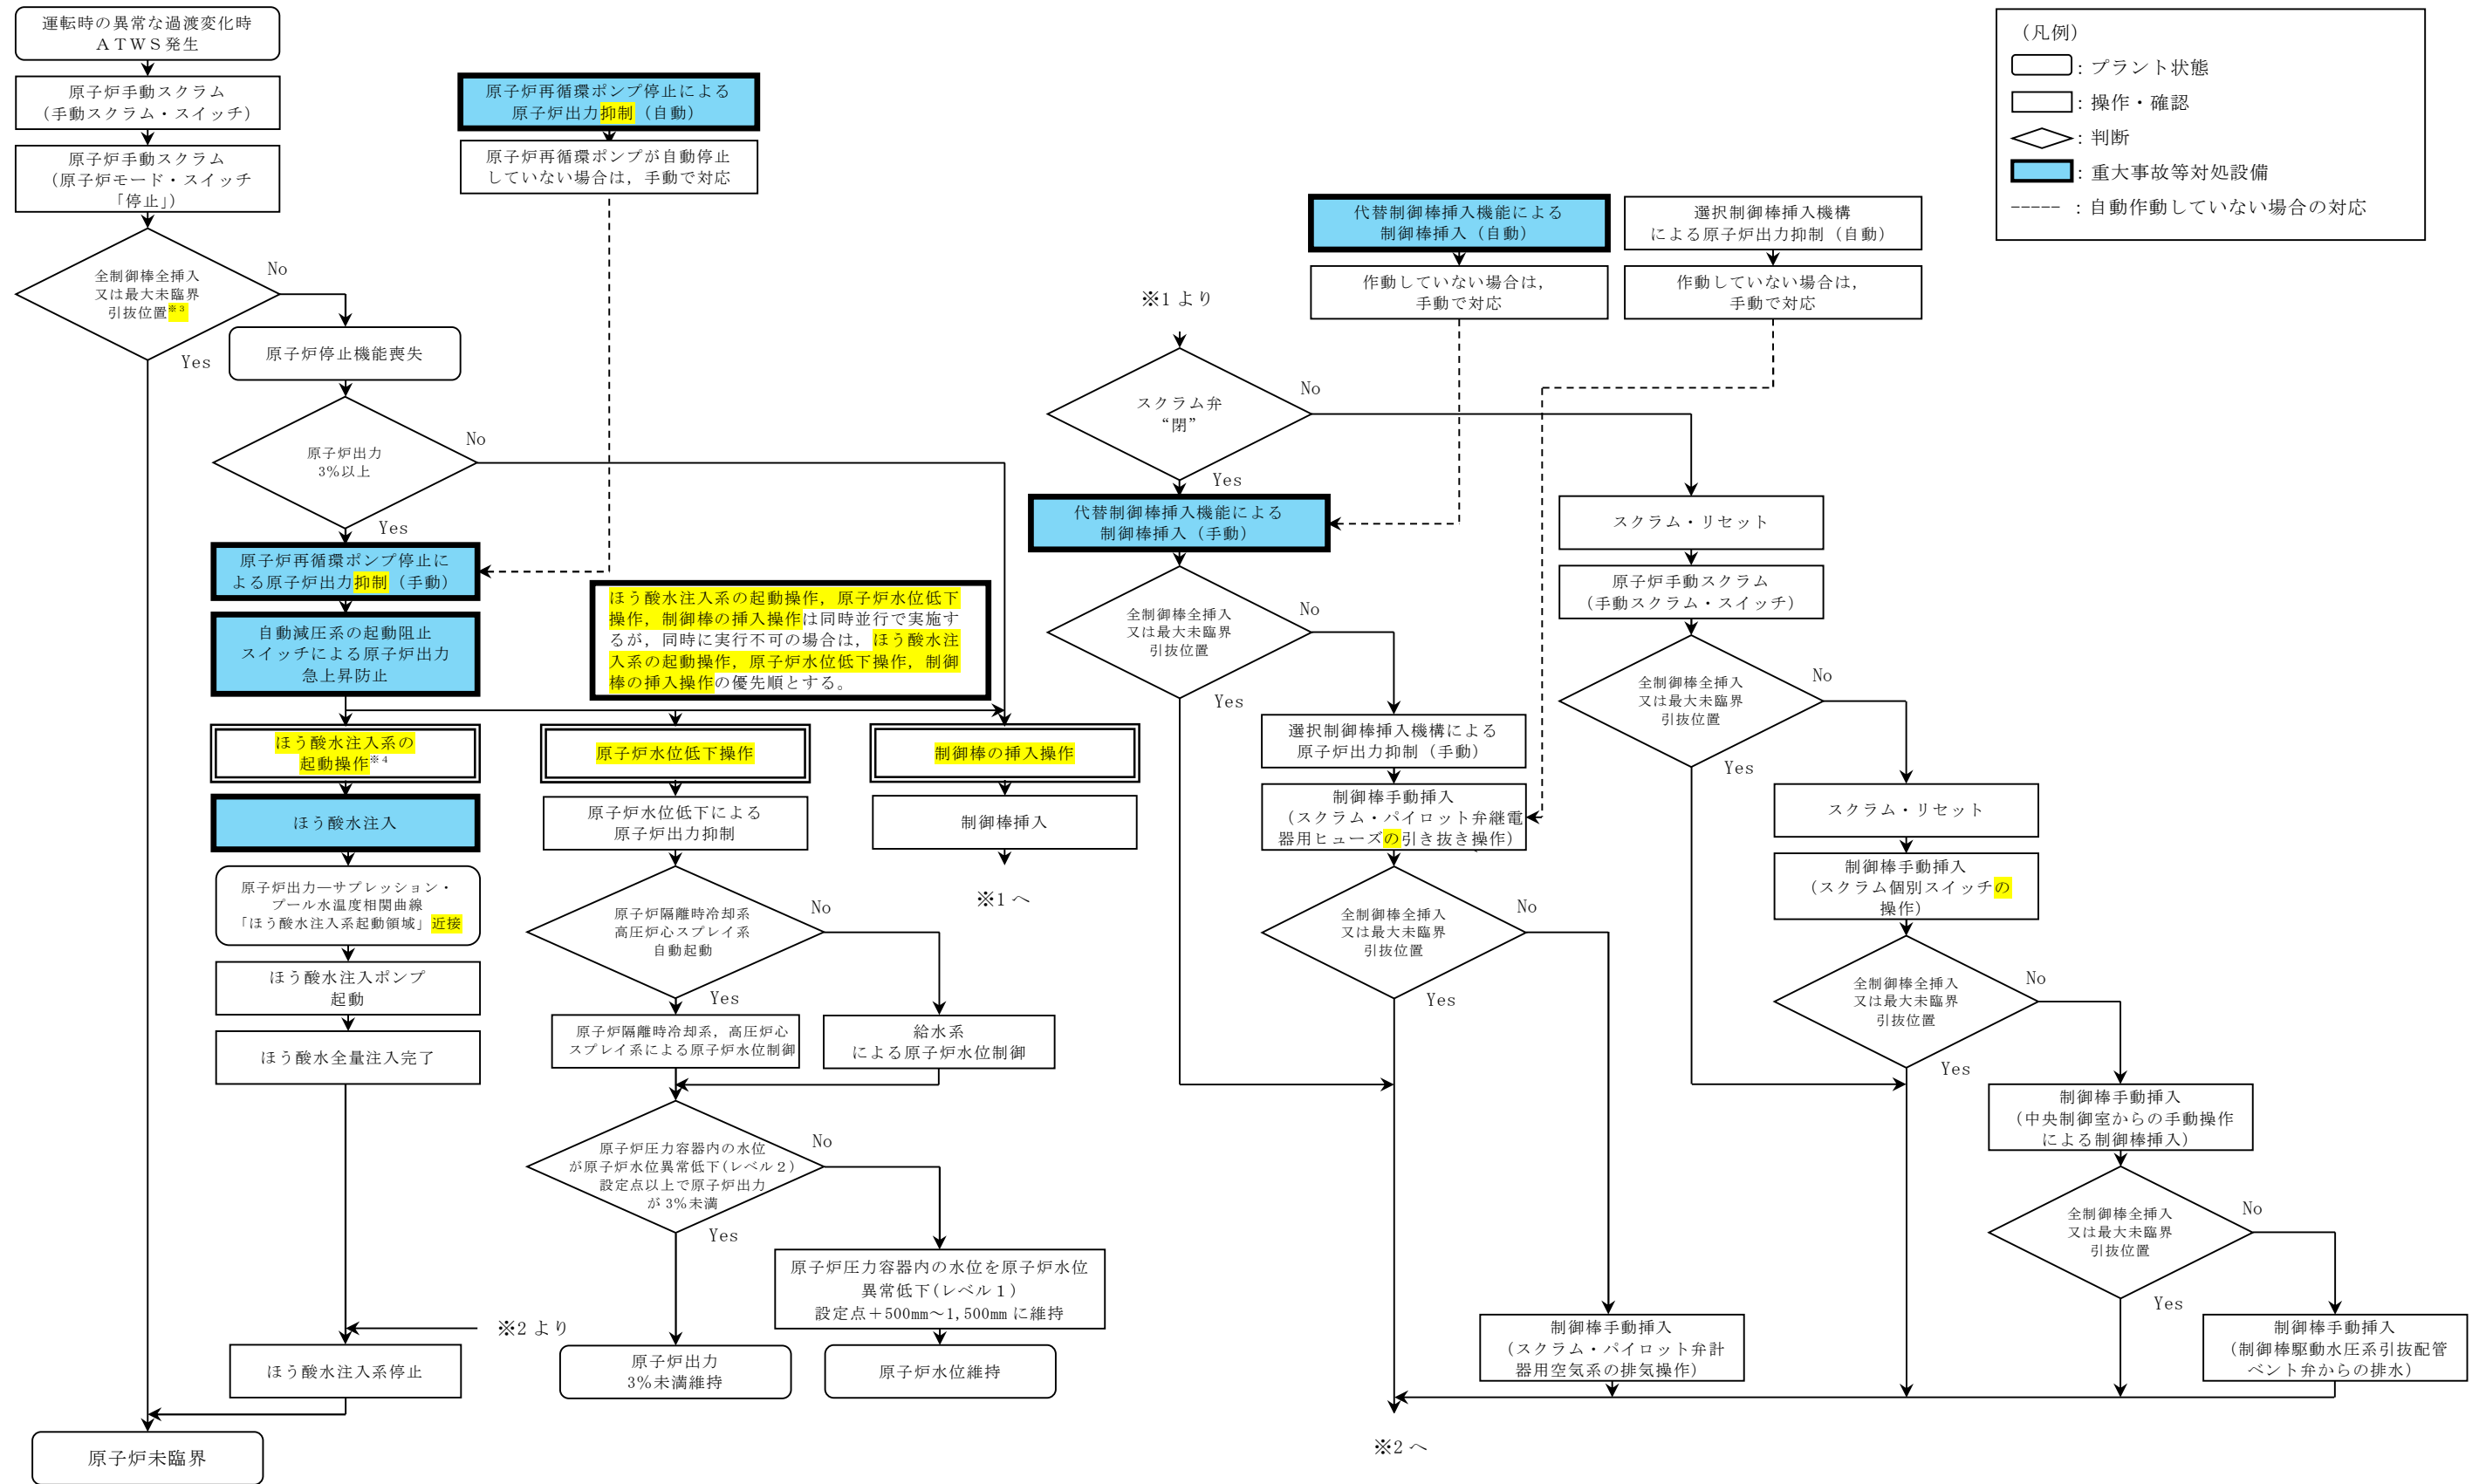 運転時の異常な過渡変化時
ＡＴＷＳ発生
原子炉手動スクラム
（手動スクラム・スイッチ）
原子炉手動スクラム
（原子炉モード・スイッチ
「停止」）
全制御棒全挿入
又は最大未臨界
引抜位置※3
No
Yes
原子炉停止機能喪失
原子炉出力
3%以上
No
Yes
原子炉再循環ポンプ停止による
原子炉出力抑制（自動）
原子炉再循環ポンプが自動停止
していない場合は，手動で対応
原子炉再循環ポンプ停止に
よる原子炉出力抑制（手動）
自動減圧系の起動阻止
スイッチによる原子炉出力
急上昇防止
ほう酸水注入系の起動操作，原子炉水位低下
操作，制御棒の挿入操作は同時並行で実施す
るが，同時に実行不可の場合は，ほう酸水注
入系の起動操作，原子炉水位低下操作，制御
棒の挿入操作の優先順とする。
ほう酸水注入系の
起動操作※4
ほう酸水注入
原子炉出力―サプレッション・
プール水温度相関曲線
「ほう酸水注入系起動領域」近接
ほう酸水注入ポンプ
起動
ほう酸水全量注入完了
※2 より
ほう酸水注入系停止
原子炉未臨界
原子炉水位低下操作
原子炉水位低下による
原子炉出力抑制
原子炉隔離時冷却系
高圧炉心スプレイ系
自動起動
No
Yes
原子炉隔離時冷却系，高圧炉心
スプレイ系による原子炉水位制御
給水系
による原子炉水位制御
原子炉圧力容器内の水位
が原子炉水位異常低下(レベル２)
設定点以上で原子炉出力
が 3%未満
No
Yes
原子炉圧力容器内の水位を原子炉水位
異常低下(レベル１)
設定点＋500㎜～1,500㎜ に維持
原子炉出力
3%未満維持
原子炉水位維持
制御棒の挿入操作
制御棒挿入
※1 へ
※1 より
スクラム弁
“閉”
No
Yes
代替制御棒挿入機能による
制御棒挿入（自動）
作動していない場合は，
手動で対応
選択制御棒挿入機構
による原子炉出力抑制（自動）
作動していない場合は，
手動で対応
代替制御棒挿入機能による
制御棒挿入（手動）
全制御棒全挿入
又は最大未臨界
引抜位置
No
Yes
選択制御棒挿入機構による
原子炉出力抑制（手動）
制御棒手動挿入
（スクラム・パイロット弁継電
器用ヒューズの引き抜き操作）
全制御棒全挿入
又は最大未臨界
引抜位置
No
Yes
制御棒手動挿入
（スクラム・パイロット弁計
器用空気系の排気操作）
※2 へ
スクラム・リセット
原子炉手動スクラム
（手動スクラム・スイッチ）
全制御棒全挿入
又は最大未臨界
引抜位置
No
Yes
スクラム・リセット
制御棒手動挿入
（スクラム個別スイッチの
操作）
全制御棒全挿入
又は最大未臨界
引抜位置
No
Yes
制御棒手動挿入
（中央制御室からの手動操作
による制御棒挿入）
全制御棒全挿入
又は最大未臨界
引抜位置
No
Yes
制御棒手動挿入
（制御棒駆動水圧系引抜配管
ベント弁からの排水）
（凡例）
：プラント状態
：操作・確認
：判断
：重大事故等対処設備
：自動作動していない場合の対応